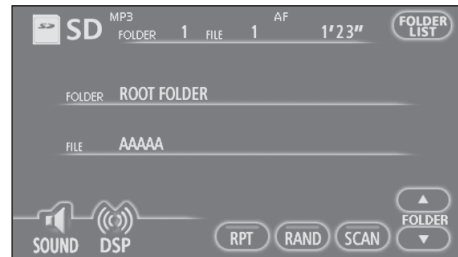 SD MP3 AF
FOLDER 1 FILE 1 1'23"
FOLDER LIST
FOLDER ROOT FOLDER
FILE AAAAA
SOUND DSP RPT RAND SCAN FOLDER